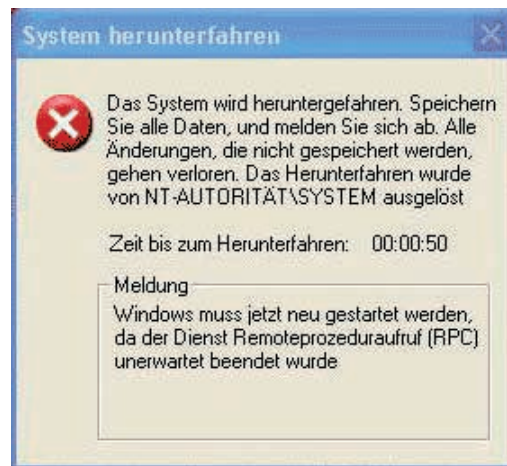 System herunterfahren
Das System wird heruntergefahren. Speichern
Sie alle Daten, und melden Sie sich ab. Alle
Änderungen, die nicht gespeichert werden,
gehen verloren. Das Herunterfahren wurde
von NT-AUTORITÄT\SYSTEM ausgelöst
Zeit bis zum Herunterfahren: 00:00:50
Meldung
Windows muss jetzt neu gestartet werden,
da der Dienst Remoteprozeduraufruf (RPC)
unerwartet beendet wurde